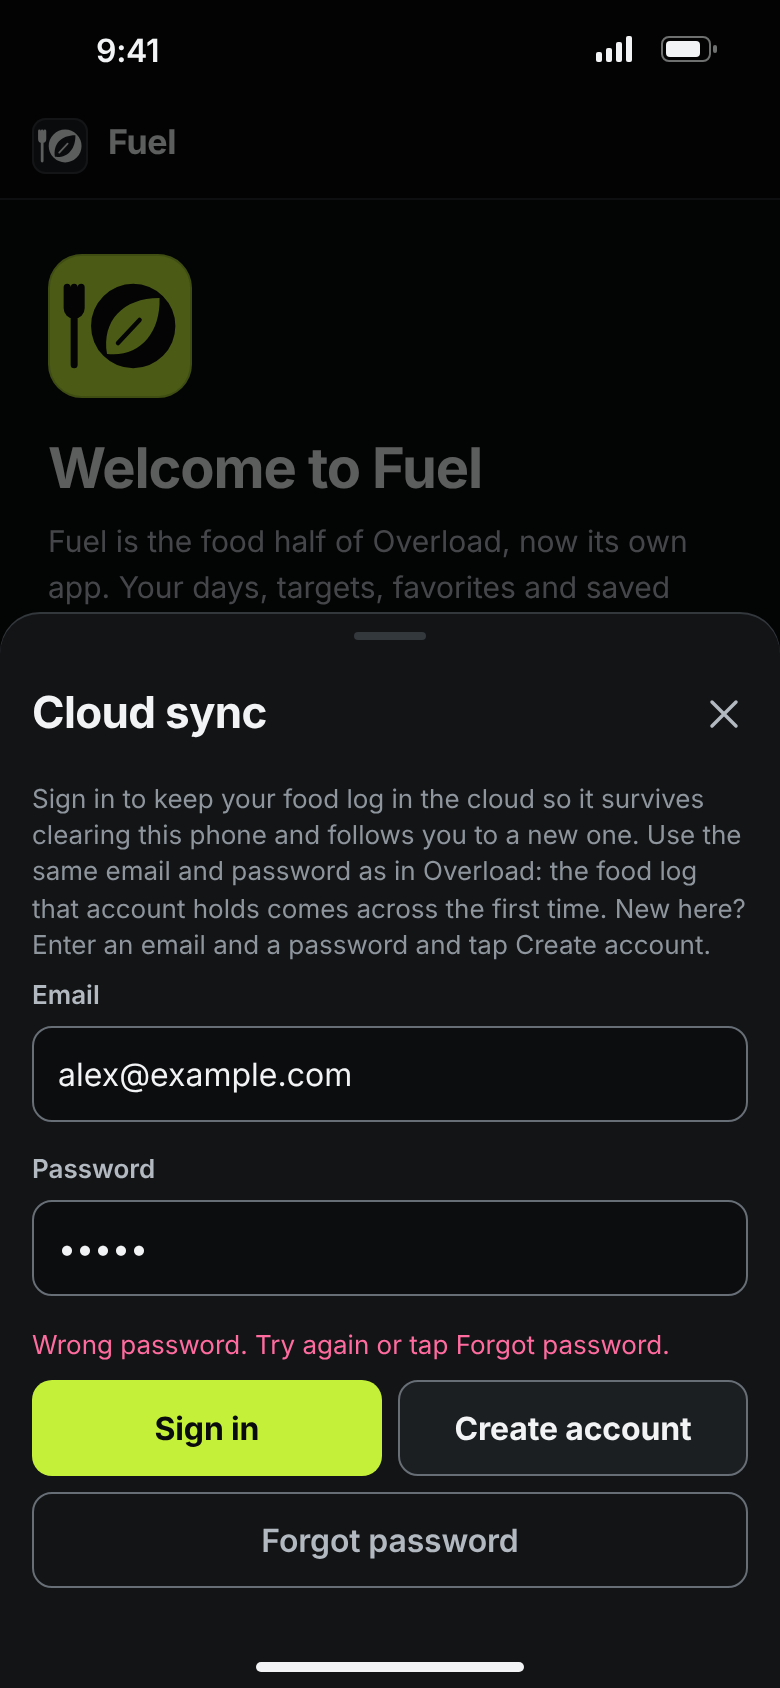 9:41
Fuel
Welcome to Fuel
Fuel is the food half of Overload, now its own
app. Your days, targets, favorites and saved
Cloud sync
Sign in to keep your food log in the cloud so it survives
clearing this phone and follows you to a new one. Use the
same email and password as in Overload: the food log
that account holds comes across the first time. New here?
Enter an email and a password and tap Create account.
Email
alex@example.com
Password
•••••
Wrong password. Try again or tap Forgot password.
Sign in
Create account
Forgot password